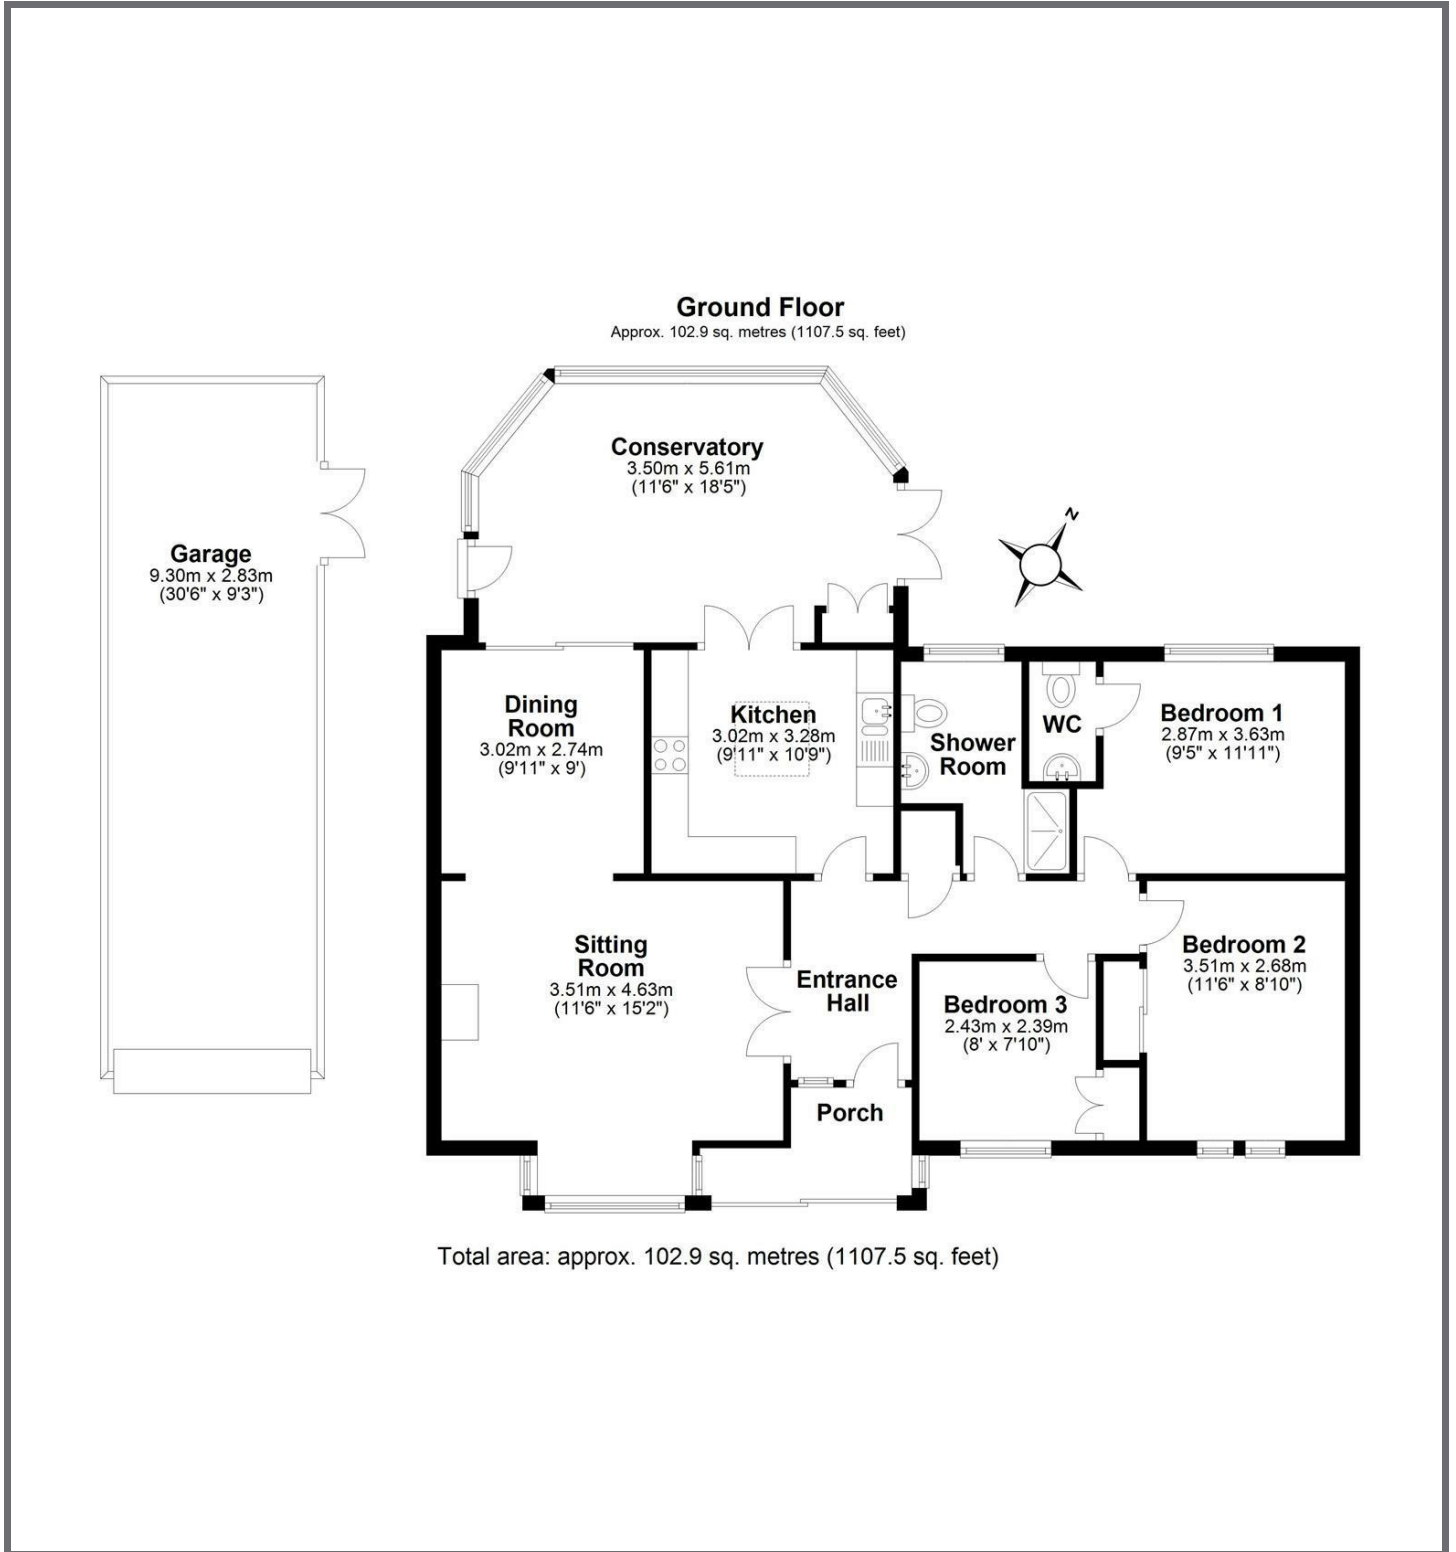 Ground Floor
Approx. 102.9 sq. metres (1107.5 sq. feet)
Conservatory
3.50m x 5.61m
(11'6" x 18'5")
N
Garage
9.30m x 2.83m
(30'6" x 9'3")
Dining
Room
3.02m x 2.74m
(9'11" x 9')
Kitchen
3.02m x 3.28m
(9'11" x 10'9")
Shower
Room
WC
Bedroom 1
2.87m x 3.63m
(9'5" x 11'11")
Sitting
Room
3.51m x 4.63m
(11'6" x 15'2")
Entrance
Hall
Bedroom 3
2.43m x 2.39m
(8' x 7'10")
Bedroom 2
3.51m x 2.68m
(11'6" x 8'10")
Porch
Total area: approx. 102.9 sq. metres (1107.5 sq. feet)